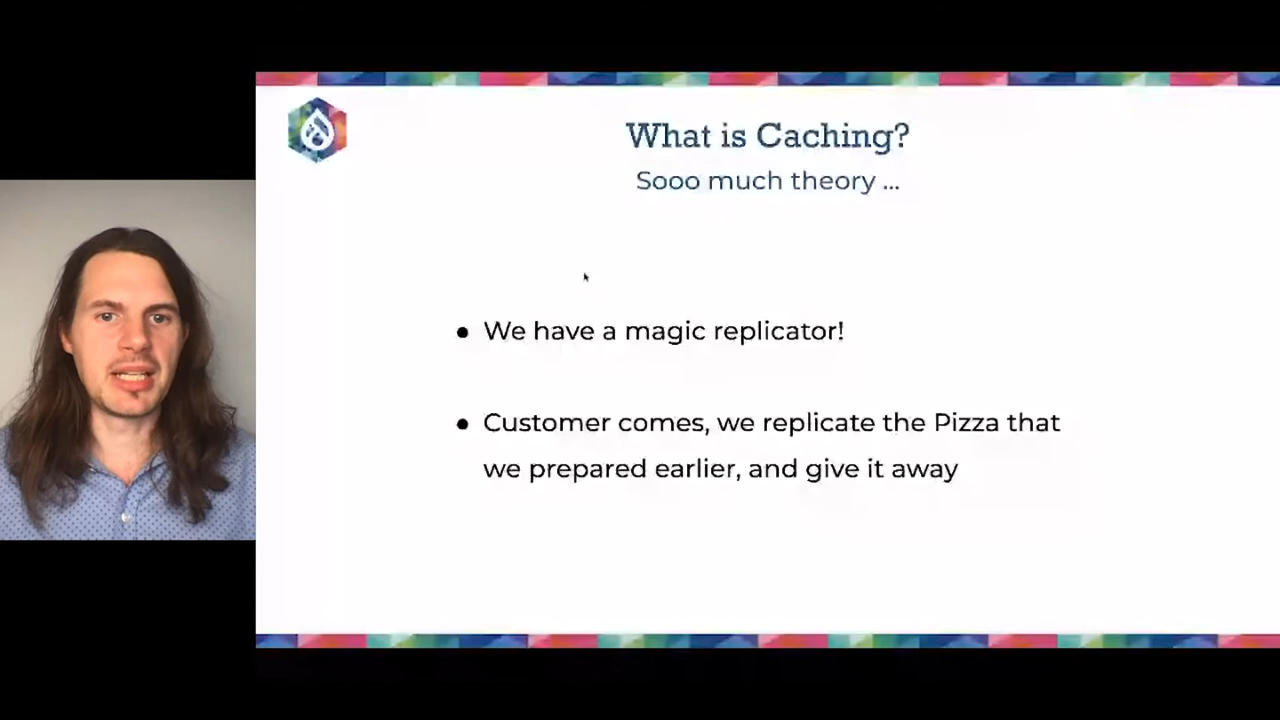 What is Caching?
Sooo much theory ...
● We have a magic replicator!
● Customer comes, we replicate the Pizza that
we prepared earlier, and give it away